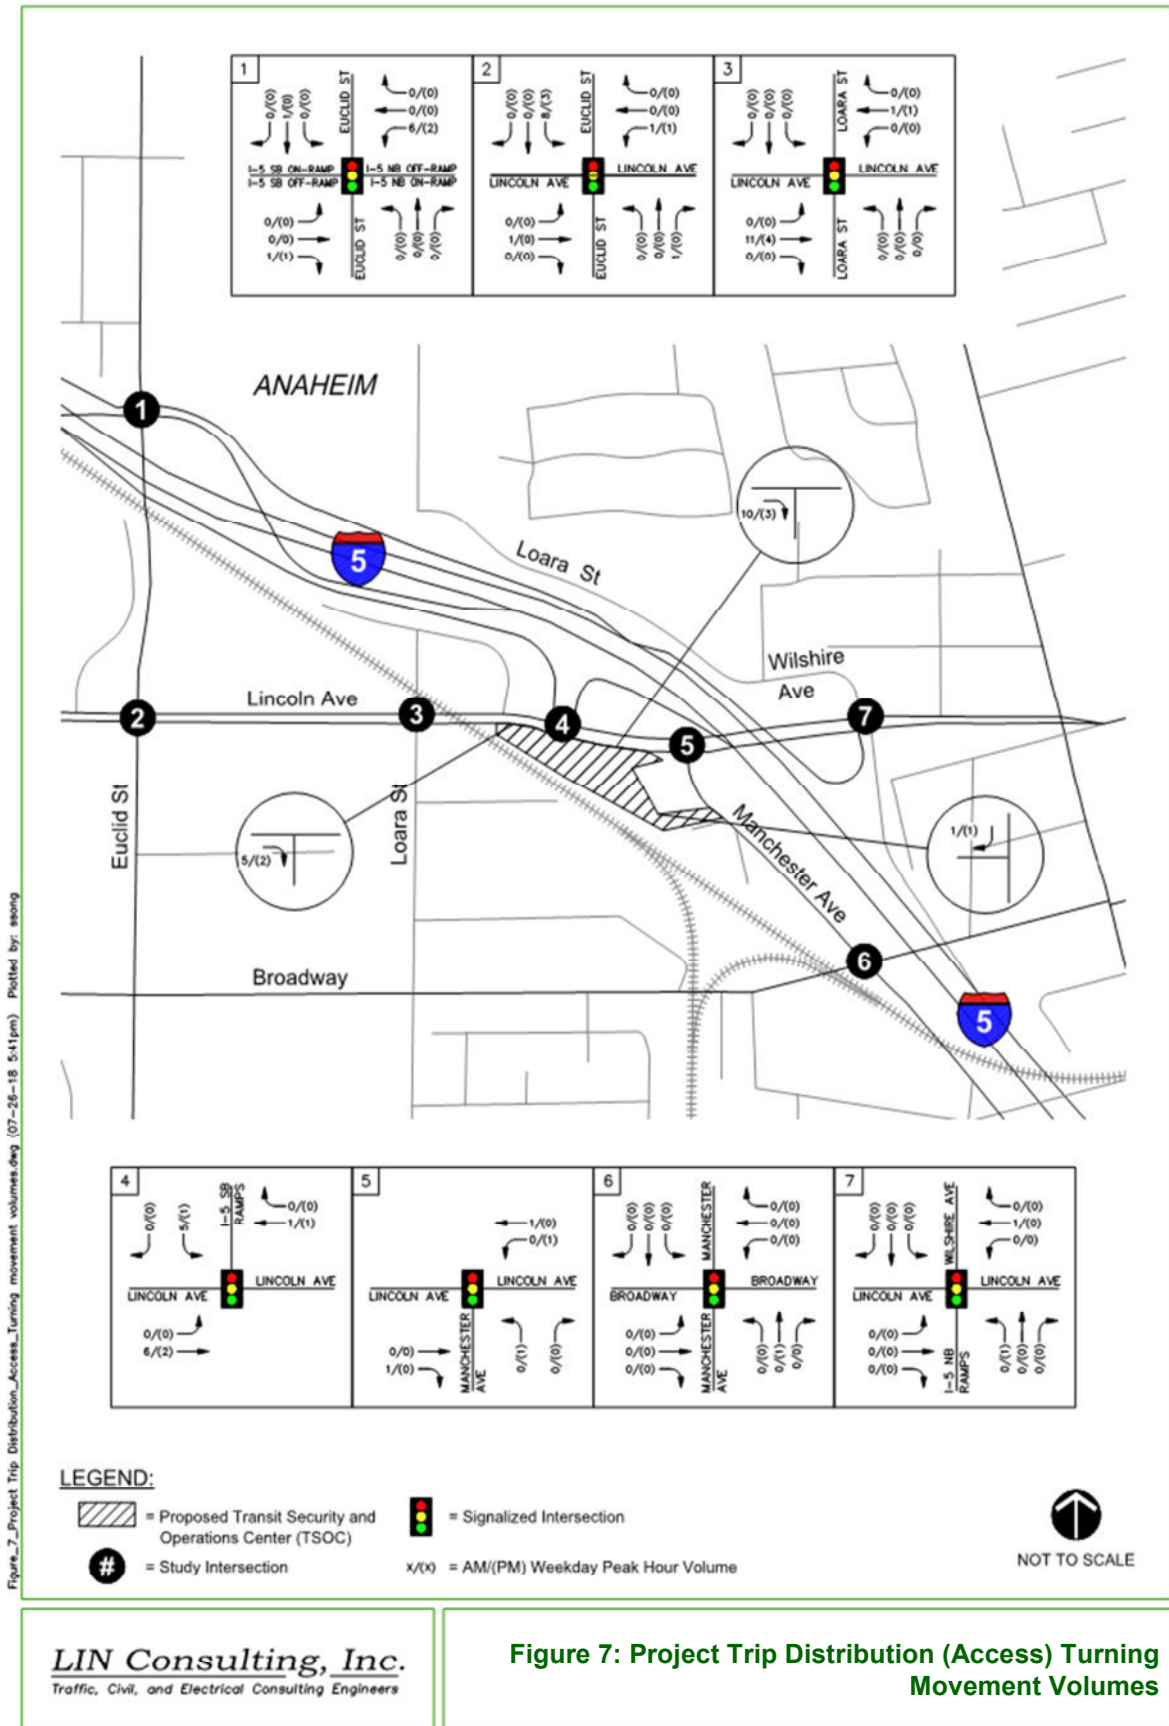 1
EUCLID ST
0/(0)
1/(0)
0/(0)
0/(0)
0/(0)
6/(2)
I-5 SB ON-RAMP
I-5 SB OFF-RAMP
I-5 NB OFF-RAMP
I-5 NB ON-RAMP
0/(0)
0/(0)
1/(1)
EUCLID ST
0/(0)
0/(0)
0/(0)
2
EUCLID ST
0/(0)
0/(0)
8/(3)
0/(0)
0/(0)
1/(1)
LINCOLN AVE
LINCOLN AVE
0/(0)
1/(0)
0/(0)
EUCLID ST
0/(0)
0/(0)
1/(0)
3
LOARA ST
0/(0)
0/(0)
0/(0)
0/(0)
1/(1)
0/(0)
LINCOLN AVE
LINCOLN AVE
0/(0)
11/(4)
0/(0)
LOARA ST
0/(0)
0/(0)
0/(0)
ANAHEIM
1
5
Loara St
10/(3)
Wilshire
Ave
Lincoln Ave
2
3
4
5
7
Euclid St
Loara St
5/(2)
Manchester Ave
1/(1)
Broadway
6
5
4
I-5 SB
RAMPS
0/(0)
5/(1)
0/(0)
1/(1)
LINCOLN AVE
LINCOLN AVE
0/(0)
6/(2)
5
1/(0)
0/(1)
LINCOLN AVE
LINCOLN AVE
0/(0)
1/(0)
MANCHESTER
AVE
0/(1)
0/(0)
6
MANCHESTER
0/(0)
0/(0)
0/(0)
0/(0)
0/(0)
0/(0)
BROADWAY
BROADWAY
0/(0)
0/(0)
0/(0)
MANCHESTER
AVE
0/(0)
0/(1)
0/(0)
7
WILSHIRE AVE
0/(0)
0/(0)
0/(0)
0/(0)
1/(0)
0/(0)
LINCOLN AVE
LINCOLN AVE
0/(0)
0/(0)
0/(0)
I-5 NB
RAMPS
0/(1)
0/(0)
0/(0)
LEGEND:
= Proposed Transit Security and
Operations Center (TSOC)
= Signalized Intersection
# = Study Intersection
x/(x) = AM/(PM) Weekday Peak Hour Volume
NOT TO SCALE
Figure_7_Project Trip Distribution_Access_Turning movement volumes.dwg (07-26-18 5:41pm) Plotted by: ssong
LIN Consulting, Inc.
Traffic, Civil, and Electrical Consulting Engineers
Figure 7: Project Trip Distribution (Access) Turning
Movement Volumes